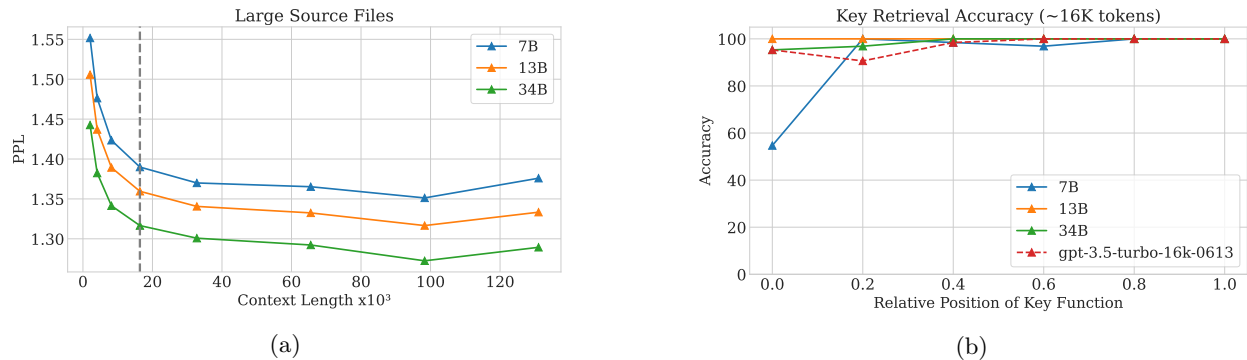 Large Source Files
1.55
1.50
1.45
1.40
1.35
1.30
PPL
7B
13B
34B
0 20 40 60 80 100 120
Context Length x10³
(a)
Key Retrieval Accuracy (~16K tokens)
100
80
60
40
20
0
Accuracy
7B
13B
34B
gpt-3.5-turbo-16k-0613
0.0 0.2 0.4 0.6 0.8 1.0
Relative Position of Key Function
(b)